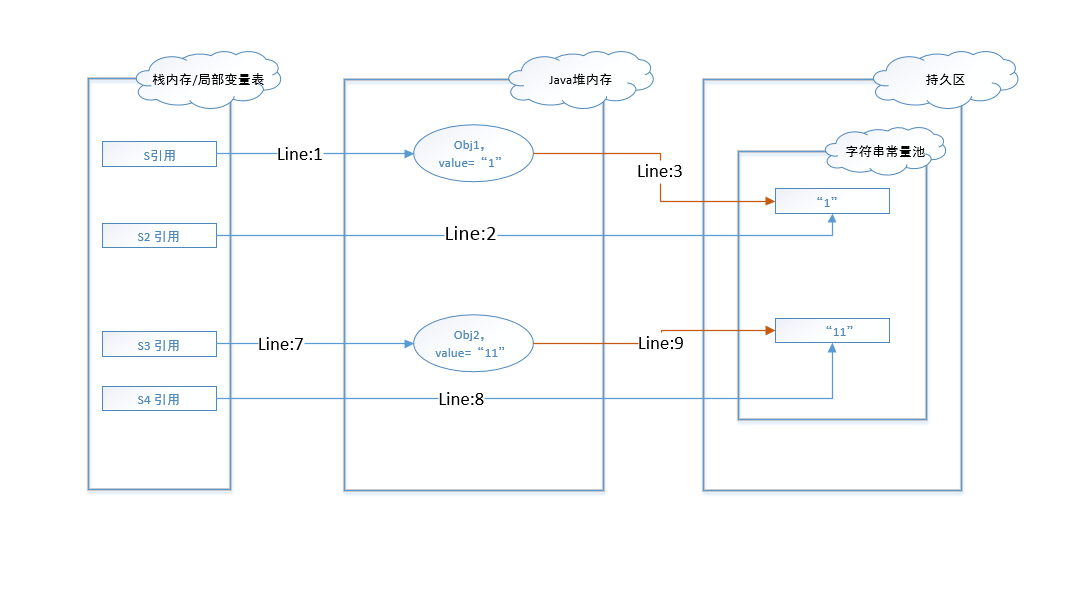 栈内存/局部变量表
Java堆内存
持久区
字符串常量池
S引用
Line:1
Obj1，
value=“1”
Line:3
“1”
S2 引用
Line:2
S3 引用
Line:7
Obj2，
value=“11”
Line:9
“11”
S4 引用
Line:8